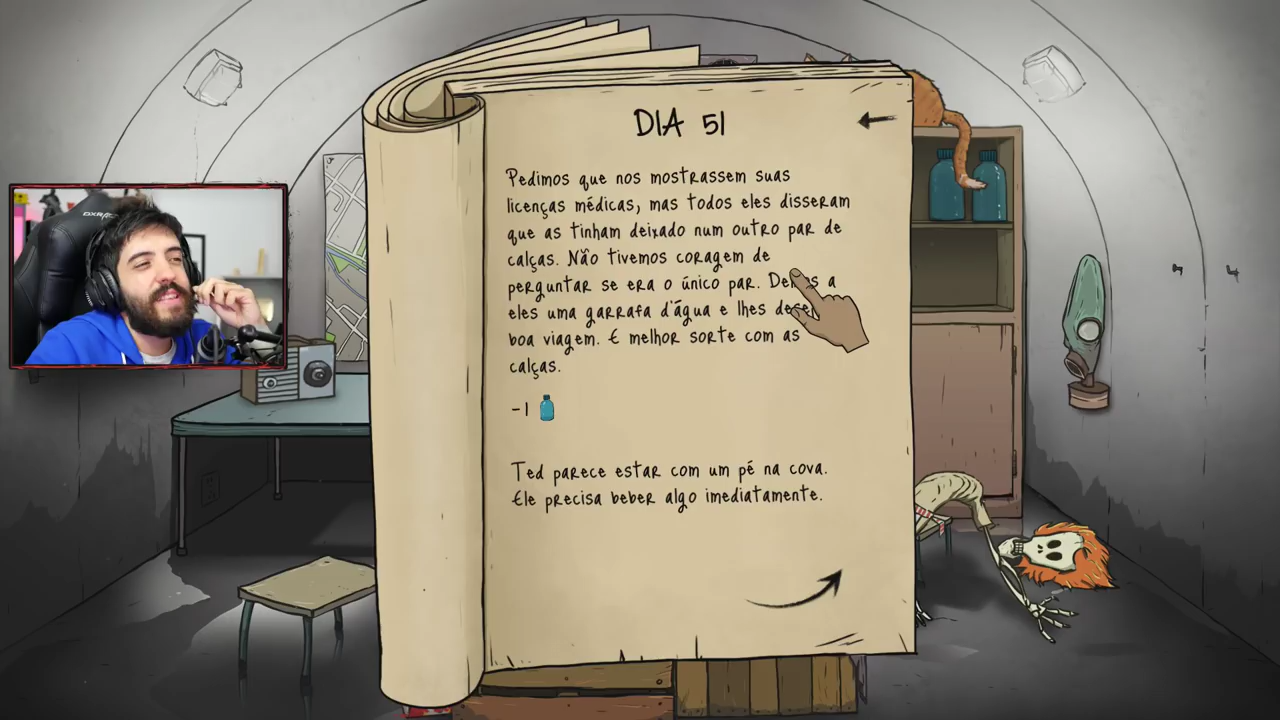 DIA 51
Pedimos que nos mostrassem suas
licenças médicas, mas todos eles disseram
que as tinham deixado num outro par de
calças. Não tivemos coragem de
perguntar se era o único par. a
eles uma garrafa d'água e lhes
boa viagem. E melhor sorte com as
calças.
-1
Ted parece estar com um pé na cova.
Ele precisa beber algo imediatamente.